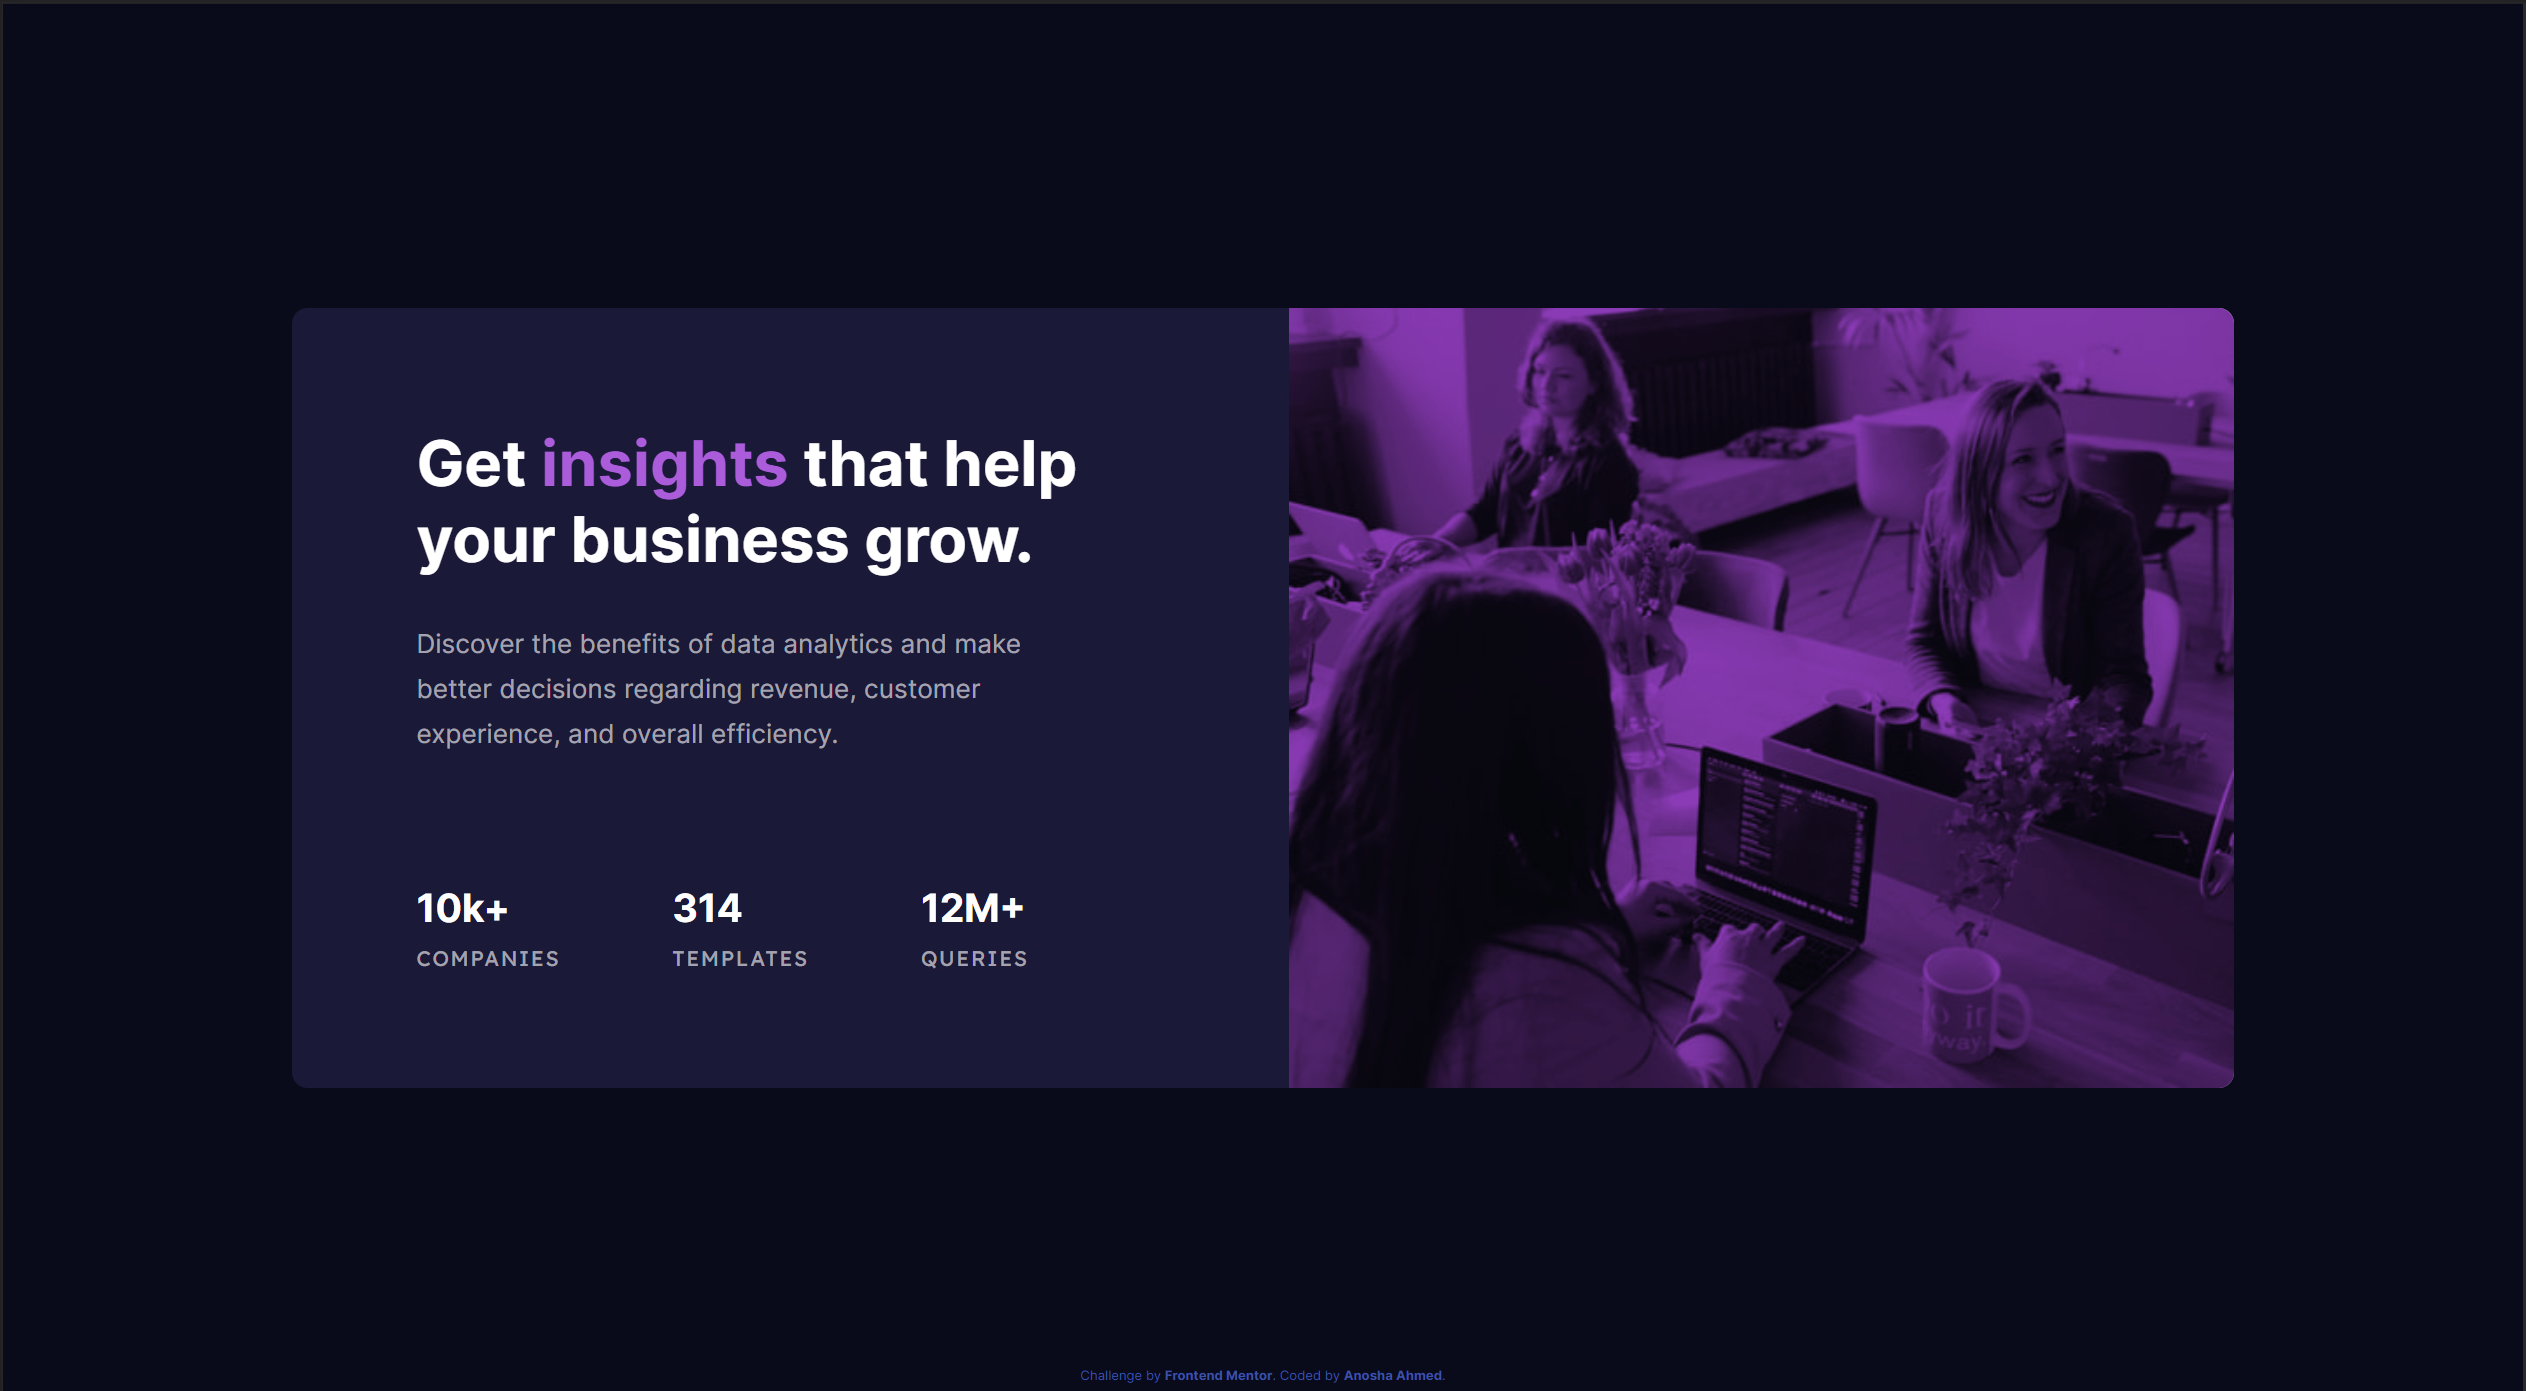 Get insights that help
your business grow.
Discover the benefits of data analytics and make
better decisions regarding revenue, customer
experience, and overall efficiency.
10k+
COMPANIES
314
TEMPLATES
12M+
QUERIES
way.
Challenge by Frontend Mentor. Coded by Anosha Ahmed.